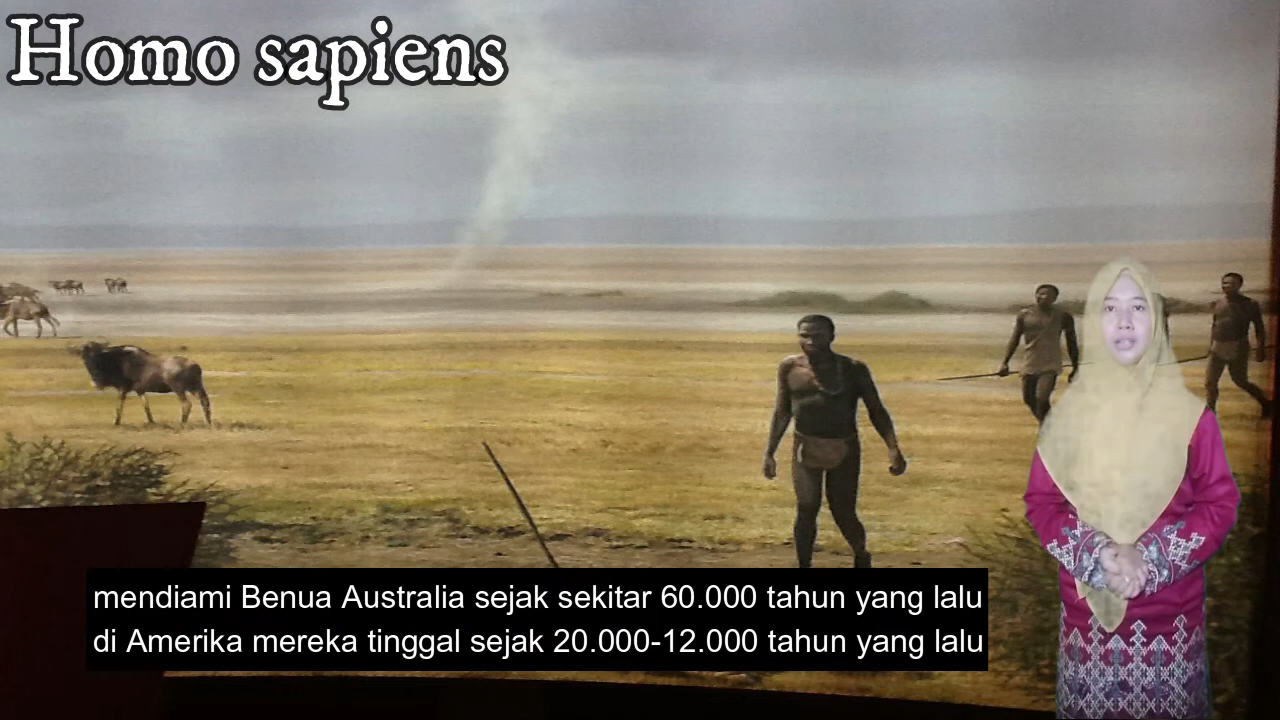 Homo sapiens
mendiami Benua Australia sejak sekitar 60.000 tahun yang lalu
di Amerika mereka tinggal sejak 20.000-12.000 tahun yang lalu